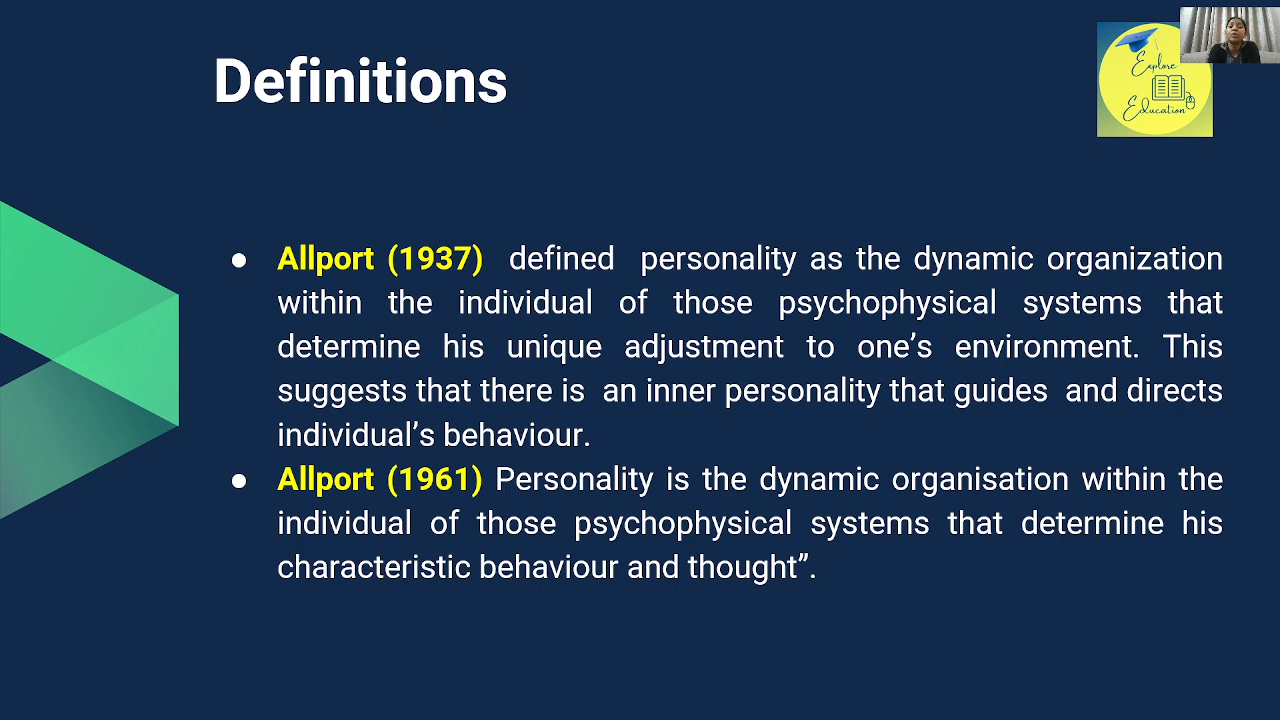 Definitions
Explore
Education
● Allport (1937) defined personality as the dynamic organization
within the individual of those psychophysical systems that
determine his unique adjustment to one’s environment. This
suggests that there is an inner personality that guides and directs
individual’s behaviour.
● Allport (1961) Personality is the dynamic organisation within the
individual of those psychophysical systems that determine his
characteristic behaviour and thought”.